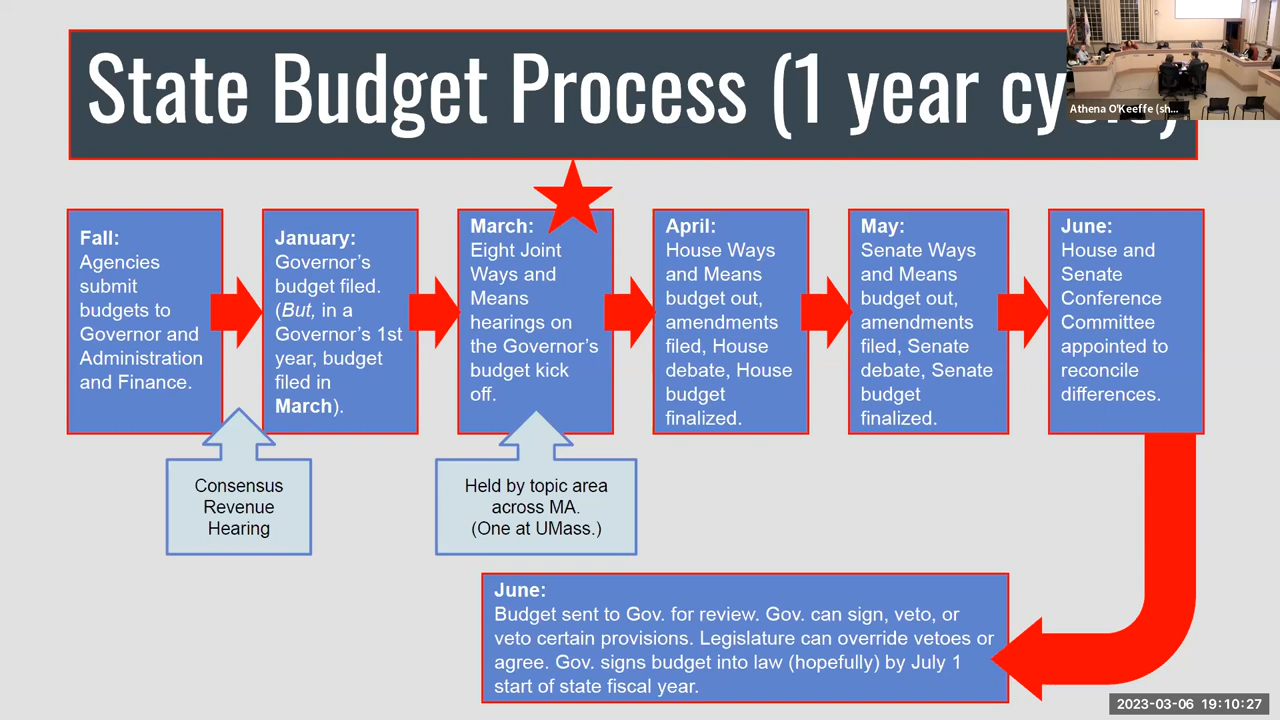 State Budget Process (1 year cycle)
Athena O'Keeffe (sh...
Fall:
Agencies
submit
budgets to
Governor and
Administration
and Finance.
January:
Governor's
budget filed.
(But, in a
Governor's 1st
year, budget
filed in
March).
March:
Eight Joint
Ways and
Means
hearings on
the Governor's
budget kick
off.
April:
House Ways
and Means
budget out,
amendments
filed, House
debate, House
budget
finalized.
May:
Senate Ways
and Means
budget out,
amendments
filed, Senate
debate, Senate
budget
finalized.
June:
House and
Senate
Conference
Committee
appointed to
reconcile
differences.
Consensus
Revenue
Hearing
Held by topic area
across MA.
(One at UMass.)
June:
Budget sent to Gov. for review. Gov. can sign, veto, or
veto certain provisions. Legislature can override vetoes or
agree. Gov. signs budget into law (hopefully) by July 1
start of state fiscal year.
2023-03-06 19:10:27